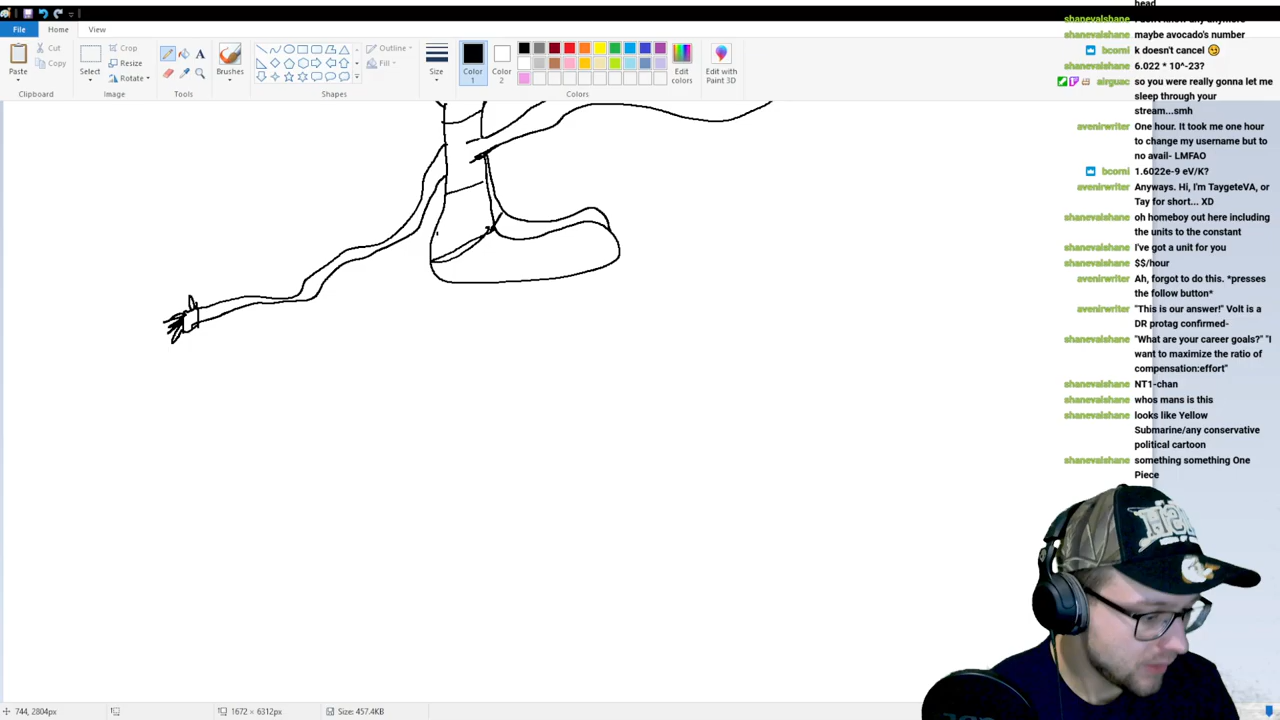 File
Home
View
Paste
Cut
Copy
Clipboard
Select
Crop
Resize
Rotate
Image
Tools
Brushes
Shapes
Outline
Fill
Size
Color
1
Color
2
Colors
Edit
colors
Edit with
Paint 3D
head
shanevalshane I don't know any anymore
shanevalshane maybe avocado's number
bcorni k doesn't cancel
shanevalshane 6.022 * 10^-23?
airguac so you were really gonna let me
sleep through your
stream...smh
avenirwriter One hour. It took me one hour
to change my username but to
no avail- LMFAO
bcorni 1.6022e-9 eV/K?
avenirwriter Anyways. Hi, I'm TaygeteVA, or
Tay for short... XD
shanevalshane oh homeboy out here including
the units to the constant
shanevalshane I've got a unit for you
shanevalshane $$/hour
avenirwriter Ah, forgot to do this. *presses
the follow button*
avenirwriter "This is our answer!" Volt is a
DR protag confirmed-
shanevalshane "What are your career goals?" "I
want to maximize the ratio of
compensation:effort"
shanevalshane NT1-chan
shanevalshane whos mans is this
shanevalshane looks like Yellow
Submarine/any conservative
political cartoon
shanevalshane something something One
Piece
744, 2804px
1672 × 6312px
Size: 457.4KB